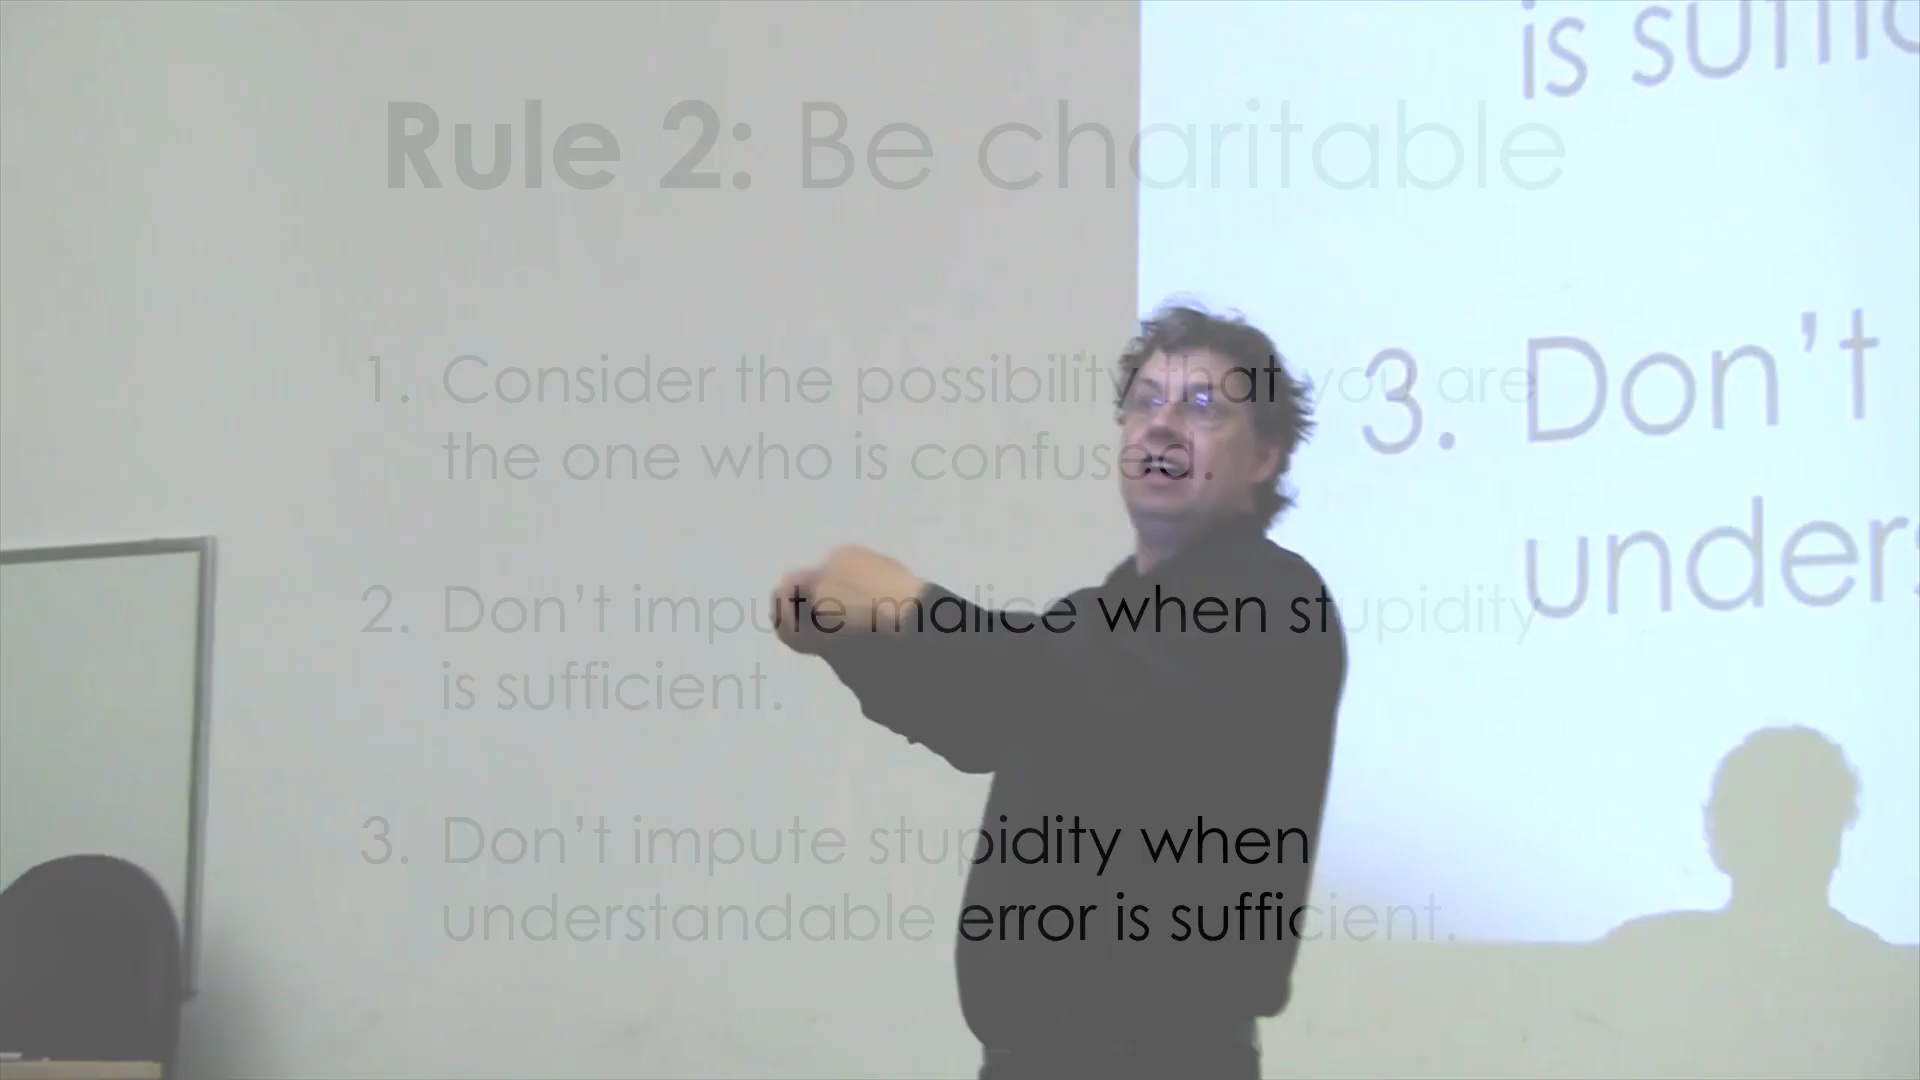 Rule 2: Be charitable
1. Consider the possibility that you are
the one who is confused.
2. Don't impute malice when stupidity
is sufficient.
3. Don't impute stupidity when
understandable error is sufficient.
is suffic
3. Don't
unders